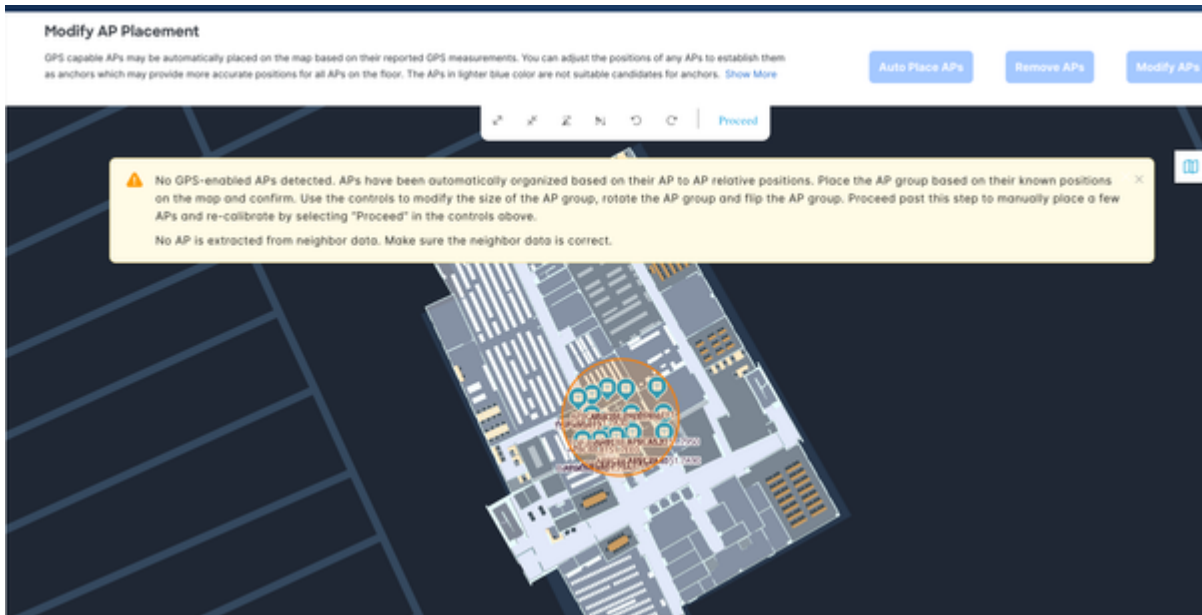 Modify AP Placement
GPS capable APs may be automatically placed on the map based on their reported GPS measurements. You can adjust the positions of any APs to establish them
as anchors which may provide more accurate positions for all APs on the floor. The APs in lighter blue color are not suitable candidates for anchors. Show More
Auto Place APs
Remove APs
Modify APs
Proceed
No GPS-enabled APs detected. APs have been automatically organized based on their AP to AP relative positions. Place the AP group based on their known positions
on the map and confirm. Use the controls to modify the size of the AP group, rotate the AP group and flip the AP group. Proceed past this step to manually place a few
APs and re-calibrate by selecting "Proceed" in the controls above.
No AP is extracted from neighbor data. Make sure the neighbor data is correct.